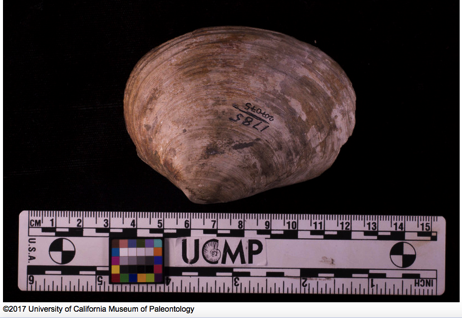 CM 1 2 3 4 5 6 7 8 9 10 11 12 13 14 15
U.S.A.
UCMP
6 5 4 3 2 1 INCH
©2017 University of California Museum of Paleontology